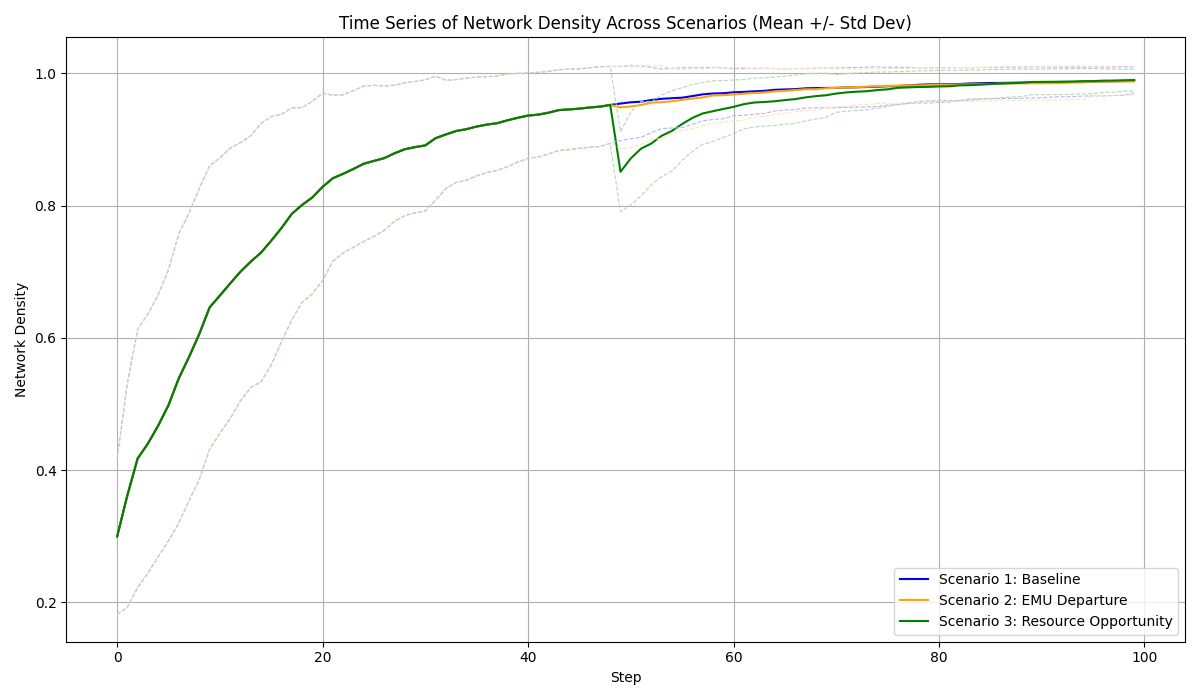 Time Series of Network Density Across Scenarios (Mean +/- Std Dev)
1.0
0.8
0.6
0.4
0.2
Network Density
0 20 40 60 80 100
Step
Scenario 1: Baseline
Scenario 2: EMU Departure
Scenario 3: Resource Opportunity